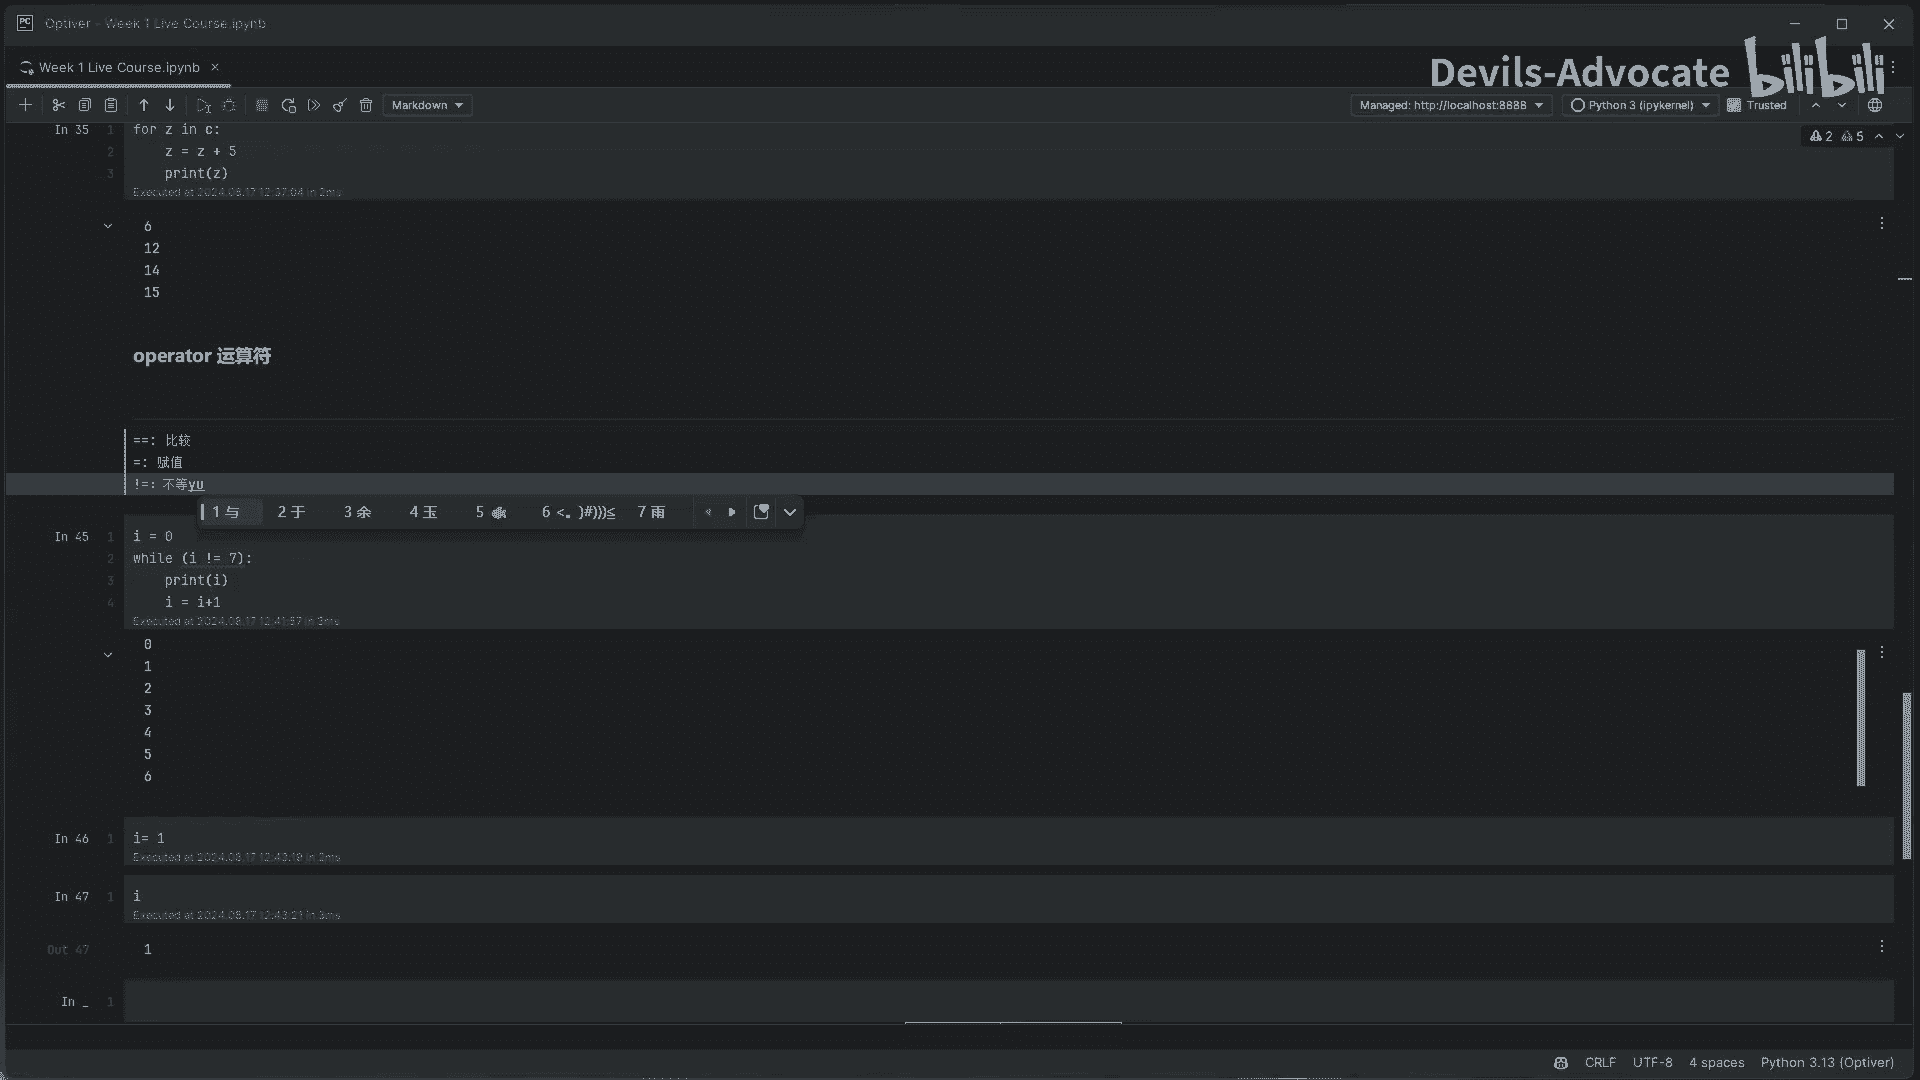 Optiver - Week 1 Live Course.ipynb
Week 1 Live Course.ipynb
Devils-Advocate bilibili
Markdown
Managed: http://localhost:8888
Python 3 (ipykernel)
Trusted
2 5
In 35
1 for z in c:
2 z = z + 5
3 print(z)
Executed at 2024.08.17 12:37:04 in 2ms
6
12
14
15
operator 运算符
==: 比较
=: 赋值
!=: 不等yu
1 与 2 于 3 余 4 玉 5 6 <。)#)))≤ 7 雨
In 45
1 i = 0
2 while (i != 7):
3 print(i)
4 i = i+1
Executed at 2024.08.17 12:41:57 in 3ms
0
1
2
3
4
5
6
In 46 1 i= 1
Executed at 2024.08.17 12:43:19 in 2ms
In 47 1 i
Executed at 2024.08.17 12:43:21 in 3ms
Out 47 1
In _ 1
CRLF UTF-8 4 spaces Python 3.13 (Optiver)